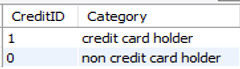 CreditID Category
1 credit card holder
0 non credit card holder